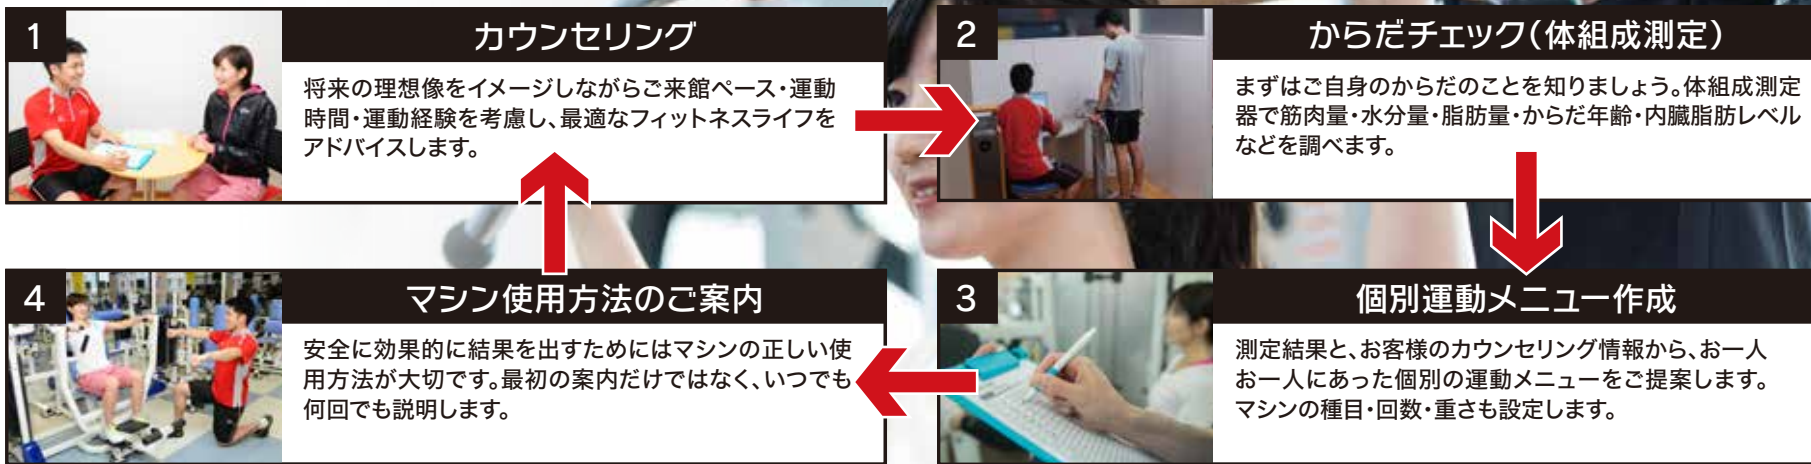 1
カウンセリング
将来の理想像をイメージしながらご来館ペース・運動
時間・運動経験を考慮し、最適なフィットネスライフを
アドバイスします。
2
からだチェック(体組成測定)
まずはご自身のからだのことを知りましょう。体組成測定
器で筋肉量・水分量・脂肪量・からだ年齢・内臓脂肪レベル
などを調べます。
3
個別運動メニュー作成
測定結果と、お客様のカウンセリング情報から、お一人
お一人にあった個別の運動メニューをご提案します。
マシンの種目・回数・重さも設定します。
4
マシン使用方法のご案内
安全に効果的に結果を出すためにはマシンの正しい使
用方法が大切です。最初の案内だけではなく、いつでも
何回でも説明します。